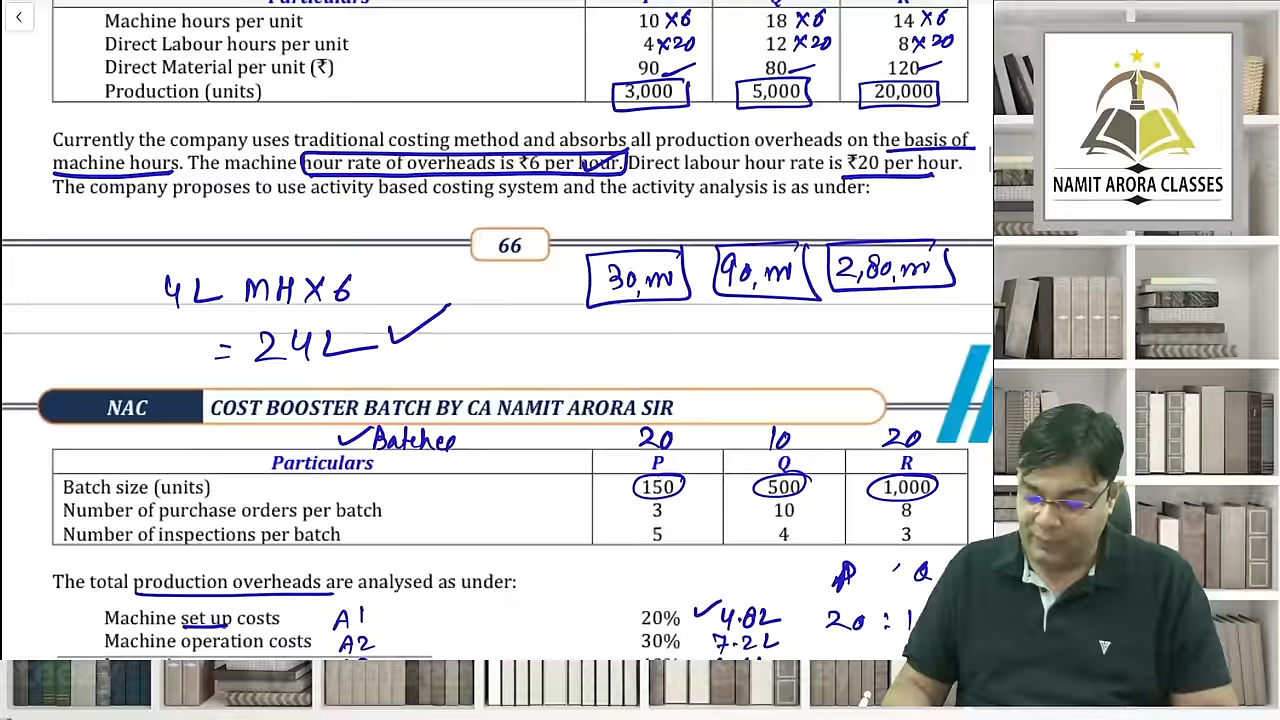 Particulars P Q R
Machine hours per unit 10 ×6 18 ×6 14 ×6
Direct Labour hours per unit 4 ×20 12 ×20 8 ×20
Direct Material per unit (₹) 90 80 120
Production (units) 3,000 5,000 20,000
Currently the company uses traditional costing method and absorbs all production overheads on the basis of
machine hours. The machine hour rate of overheads is ₹6 per hour. Direct labour hour rate is ₹20 per hour.
The company proposes to use activity based costing system and the activity analysis is as under:
66
30,m 90,m 2,80,m
4L MH×6
= 24L
NAC COST BOOSTER BATCH BY CA NAMIT ARORA SIR
Batches 20 10 20
Particulars P Q R
Batch size (units) 150 500 1,000
Number of purchase orders per batch 3 10 8
Number of inspections per batch 5 4 3
The total production overheads are analysed as under:
P Q
Machine set up costs A1 20% 4.8L 20 : 1
Machine operation costs A2 30% 7.2L
NAMIT ARORA CLASSES